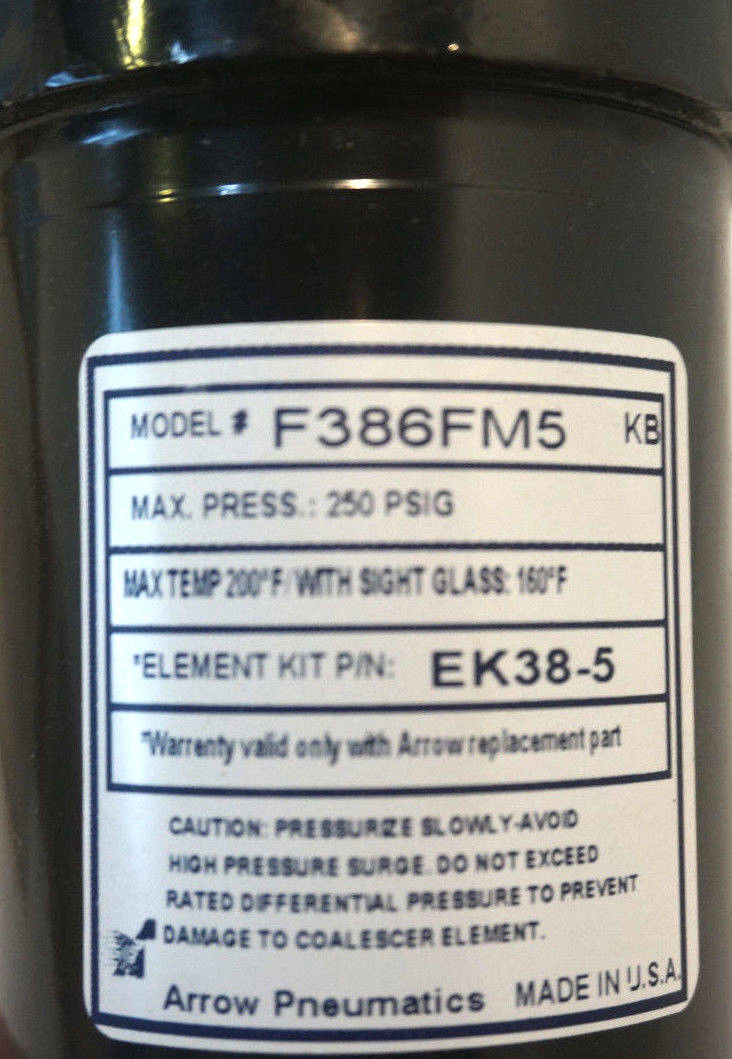 MODEL # F386FM5 KB
MAX. PRESS.: 250 PSIG
MAX TEMP 200°F/WITH SIGHT GLASS: 160°F
*ELEMENT KIT P/N: EK38-5
*Warrenty valid only with Arrow replacement part
CAUTION: PRESSURIZE SLOWLY-AVOID
HIGH PRESSURE SURGE. DO NOT EXCEED
RATED DIFFERENTIAL PRESSURE TO PREVENT
DAMAGE TO COALESCER ELEMENT.
Arrow Pneumatics MADE IN U.S.A.